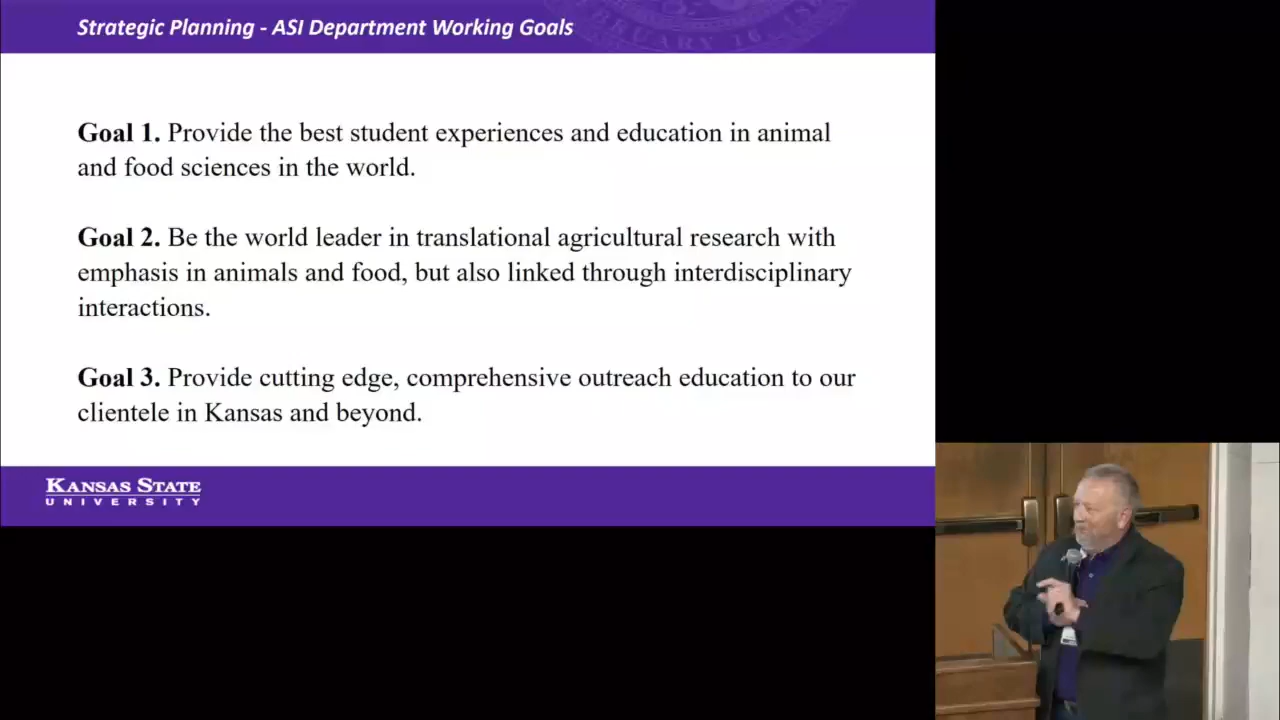 Strategic Planning - ASI Department Working Goals
Goal 1. Provide the best student experiences and education in animal
and food sciences in the world.
Goal 2. Be the world leader in translational agricultural research with
emphasis in animals and food, but also linked through interdisciplinary
interactions.
Goal 3. Provide cutting edge, comprehensive outreach education to our
clientele in Kansas and beyond.
KANSAS STATE
UNIVERSITY